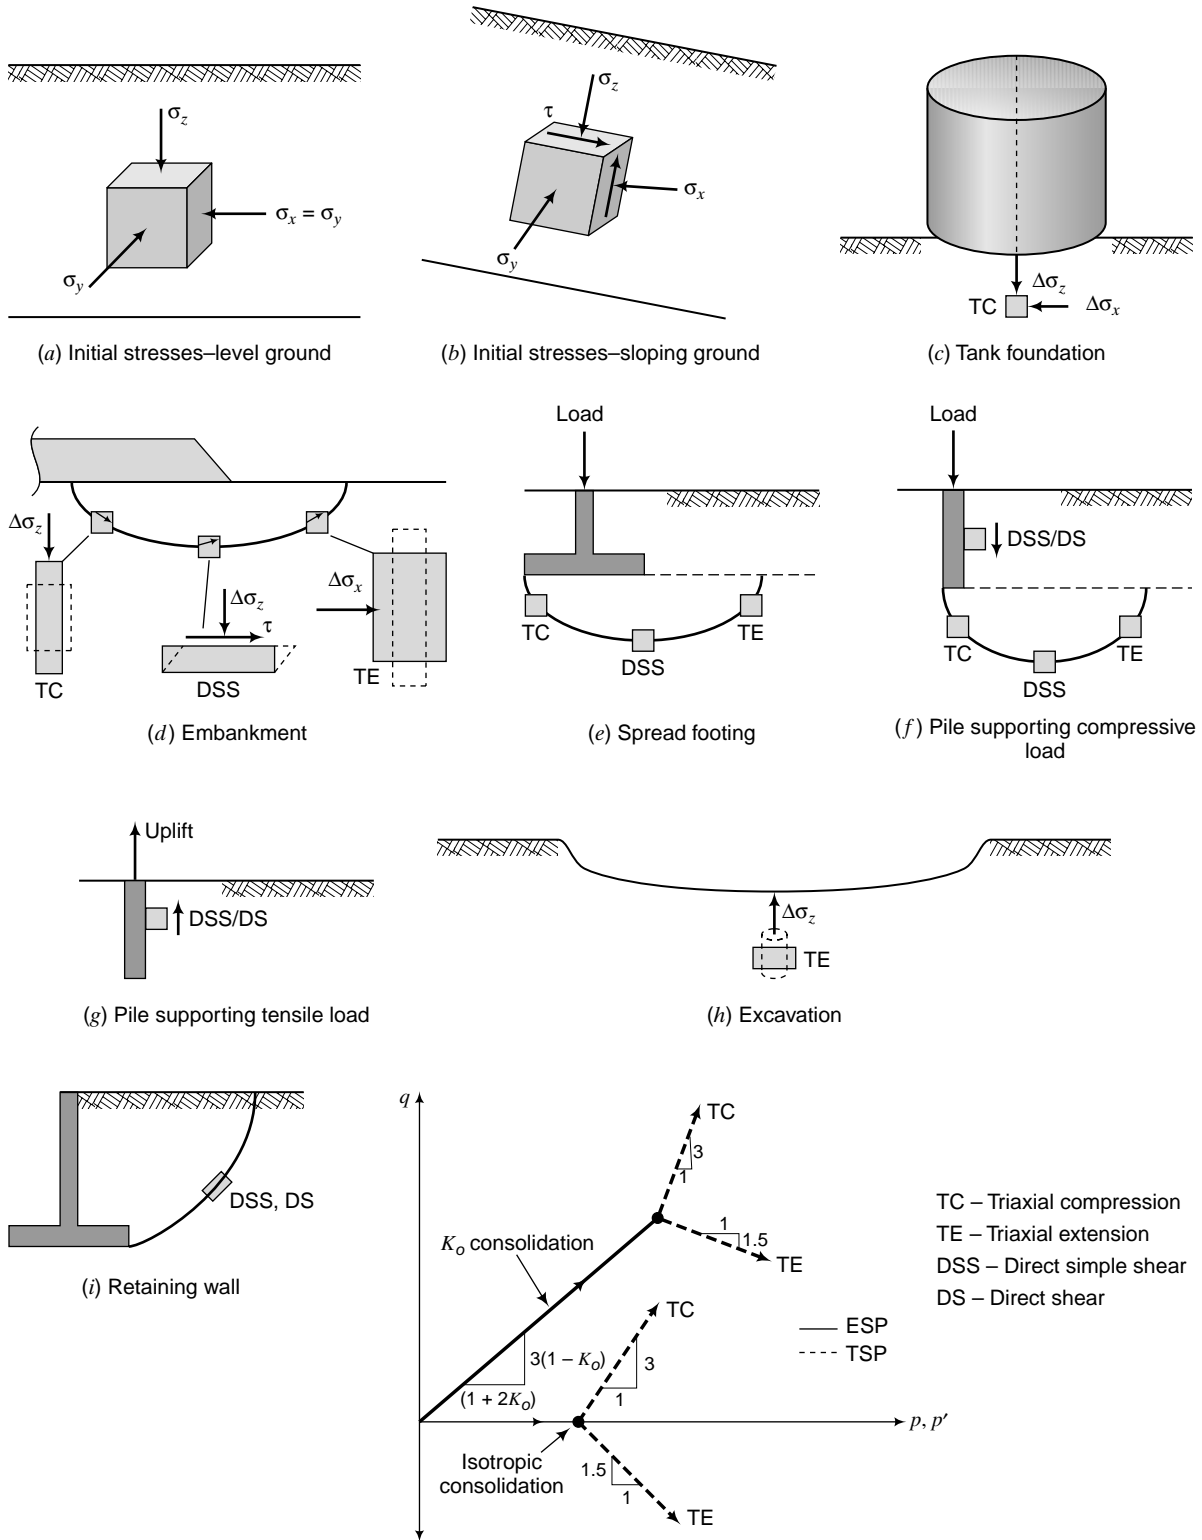 σz
σx = σy
σy
(a) Initial stresses–level ground
σz
τ
σx
σy
(b) Initial stresses–sloping ground
Δσz
TC
Δσx
(c) Tank foundation
Δσz
TC
Δσz
τ
DSS
Δσx
TE
(d) Embankment
Load
TC
TE
DSS
(e) Spread footing
Load
DSS/DS
TC
TE
DSS
(f) Pile supporting compressive
load
Uplift
DSS/DS
(g) Pile supporting tensile load
Δσz
TE
(h) Excavation
DSS, DS
(i) Retaining wall
q
TC
3
1
1
1.5
TE
Ko consolidation
TC
3(1 – Ko)
(1 + 2Ko)
3
1
p, p′
Isotropic
consolidation
1.5
1
TE
TC – Triaxial compression
TE – Triaxial extension
DSS – Direct simple shear
DS – Direct shear
ESP
TSP